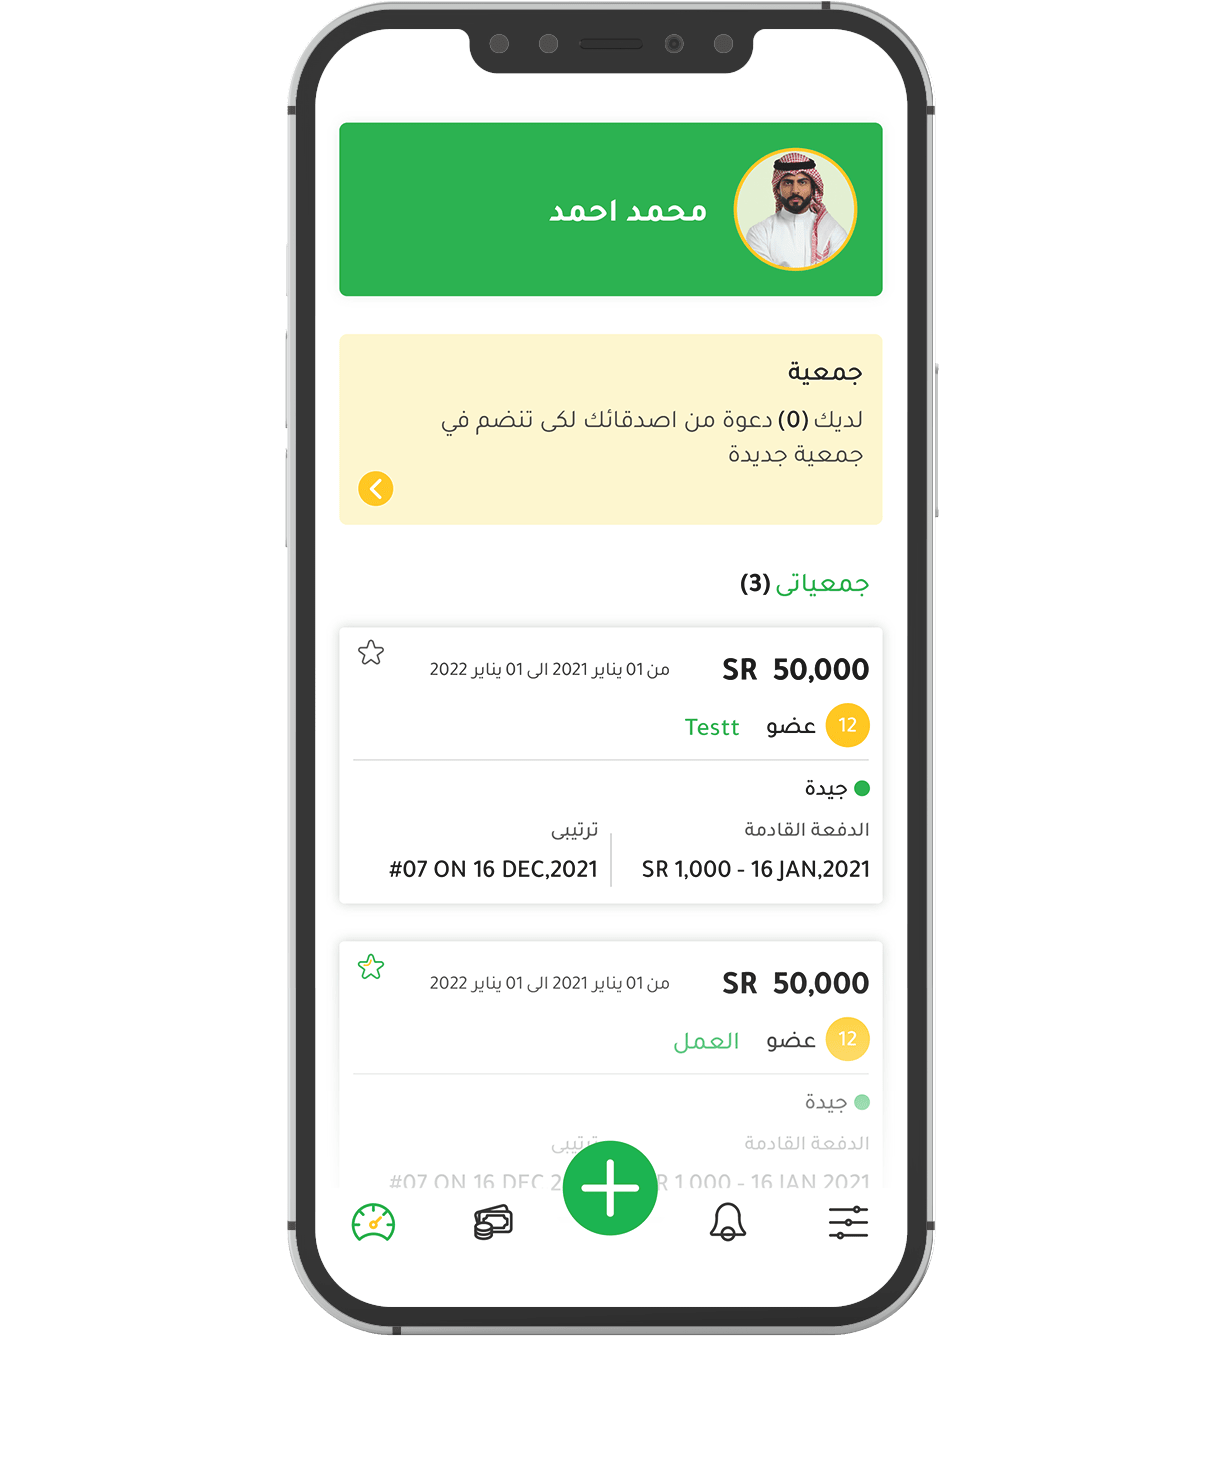 محمد احمد
جمعية
لديك (0) دعوة من اصدقائك لكى تنضم في
جمعية جديدة
جمعياتى (3)
SR 50,000
من 01 يناير 2021 الى 01 يناير 2022
12 عضو Testt
جيدة
الدفعة القادمة
ترتيبى
SR 1,000 - 16 JAN,2021
#07 ON 16 DEC,2021
SR 50,000
من 01 يناير 2021 الى 01 يناير 2022
12 عضو العمل
جيدة
الدفعة القادمة
ترتيبى
R 1,000 - 16 JAN 2021
#07 ON 16 DEC 2